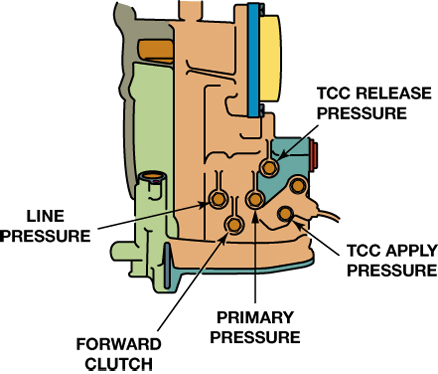 TCC RELEASE
PRESSURE
LINE
PRESSURE
TCC APPLY
PRESSURE
PRIMARY
PRESSURE
FORWARD
CLUTCH